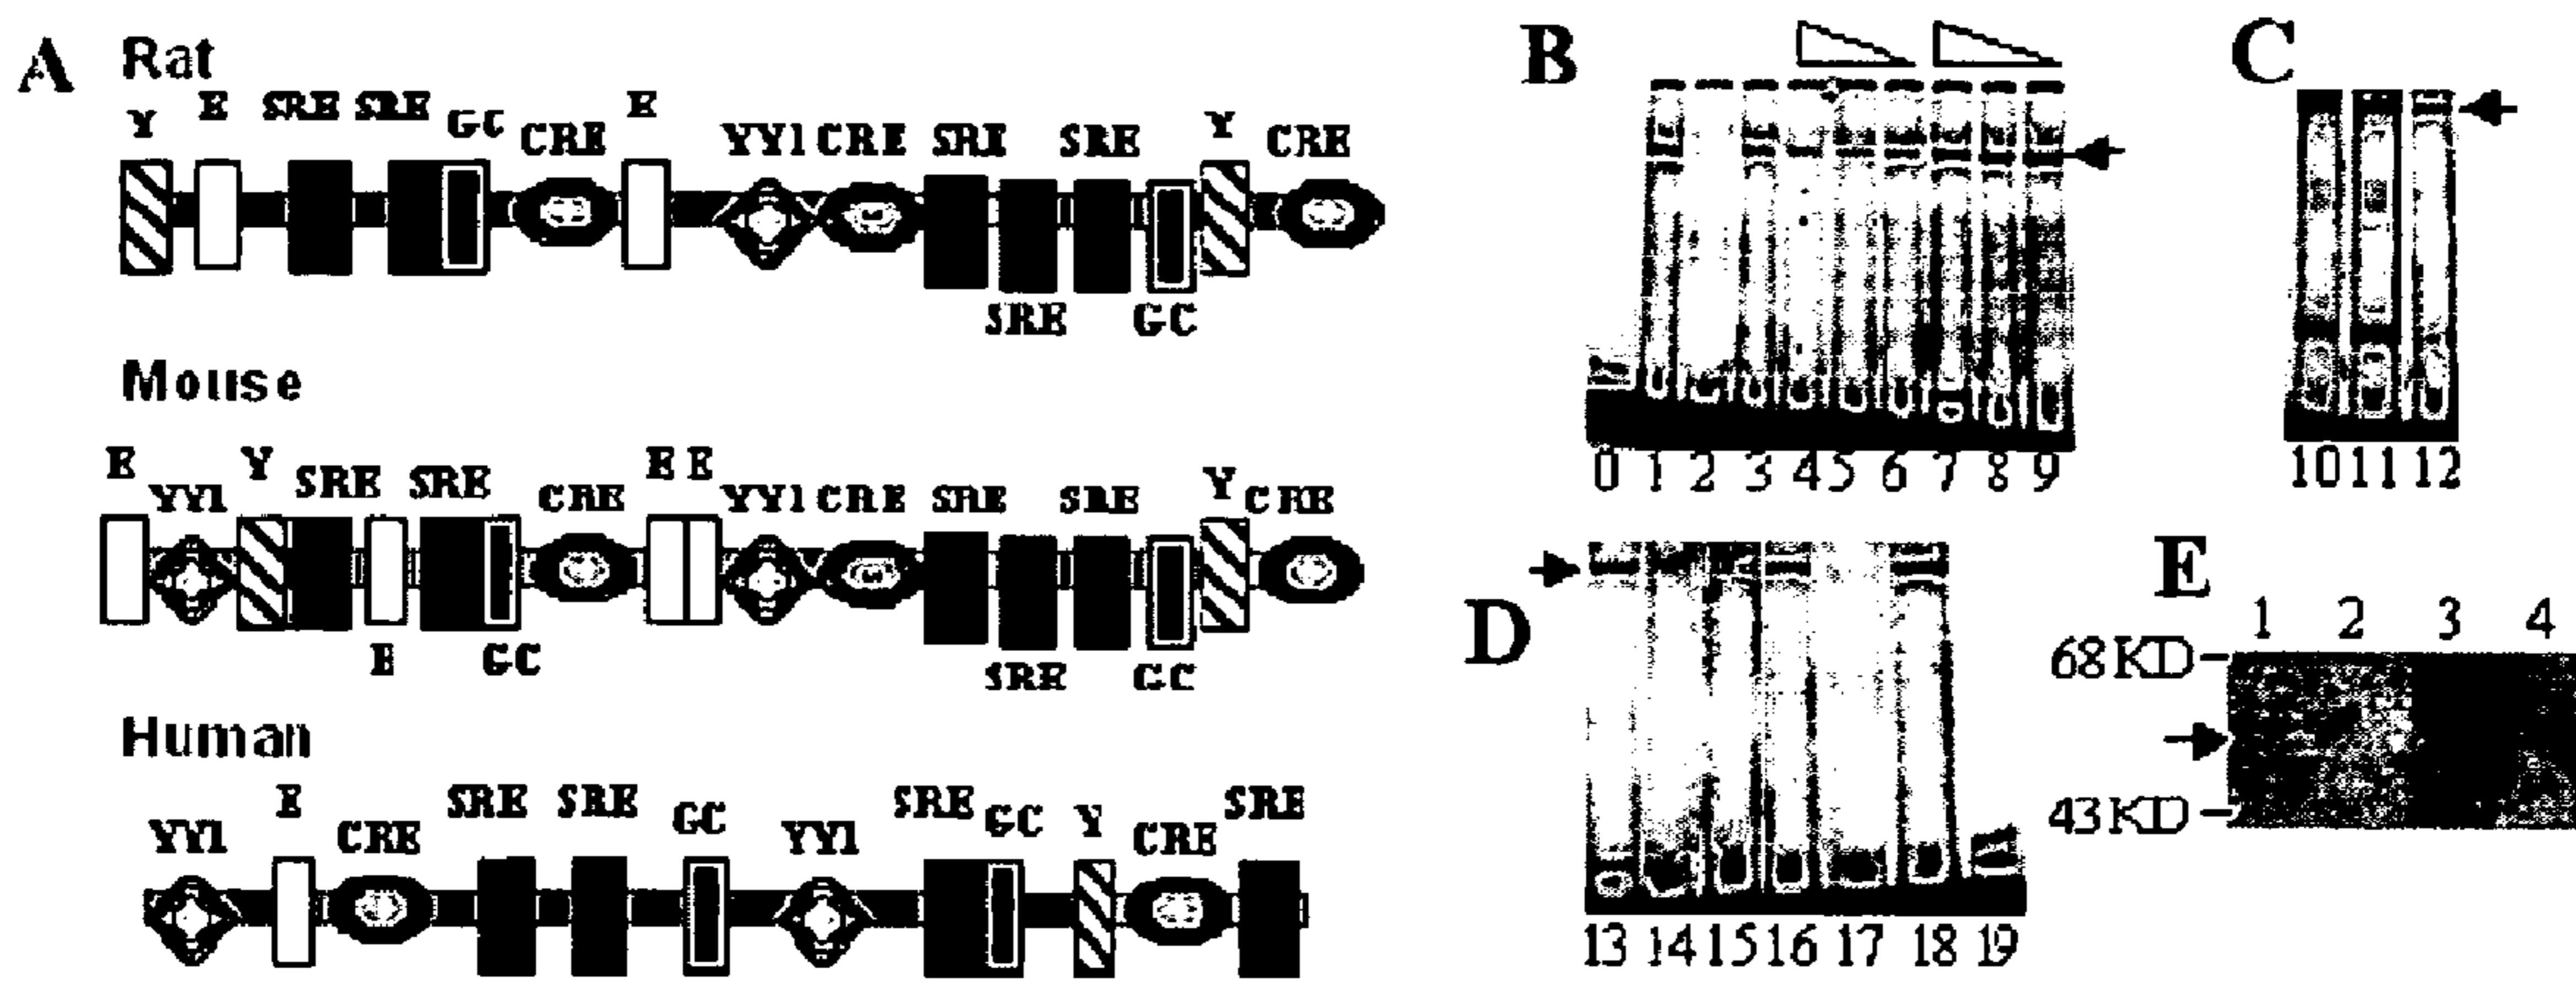 A
Rat
Y E SRE SRE GC CRE E YY1 CRE SRE SRE Y CRE
SRE GC
Mouse
E YY1 Y SRE SRE CRE E E YY1 CRE SRE SRE Y CRE
E GC SRE GC
Human
YY1 E CRE SRE SRE GC YY1 SRE GC Y CRE SRE
B
0 1 2 3 4 5 6 7 8 9
C
10 11 12
D
13 14 15 16 17 18 19
E
1 2 3 4
68KD
43KD